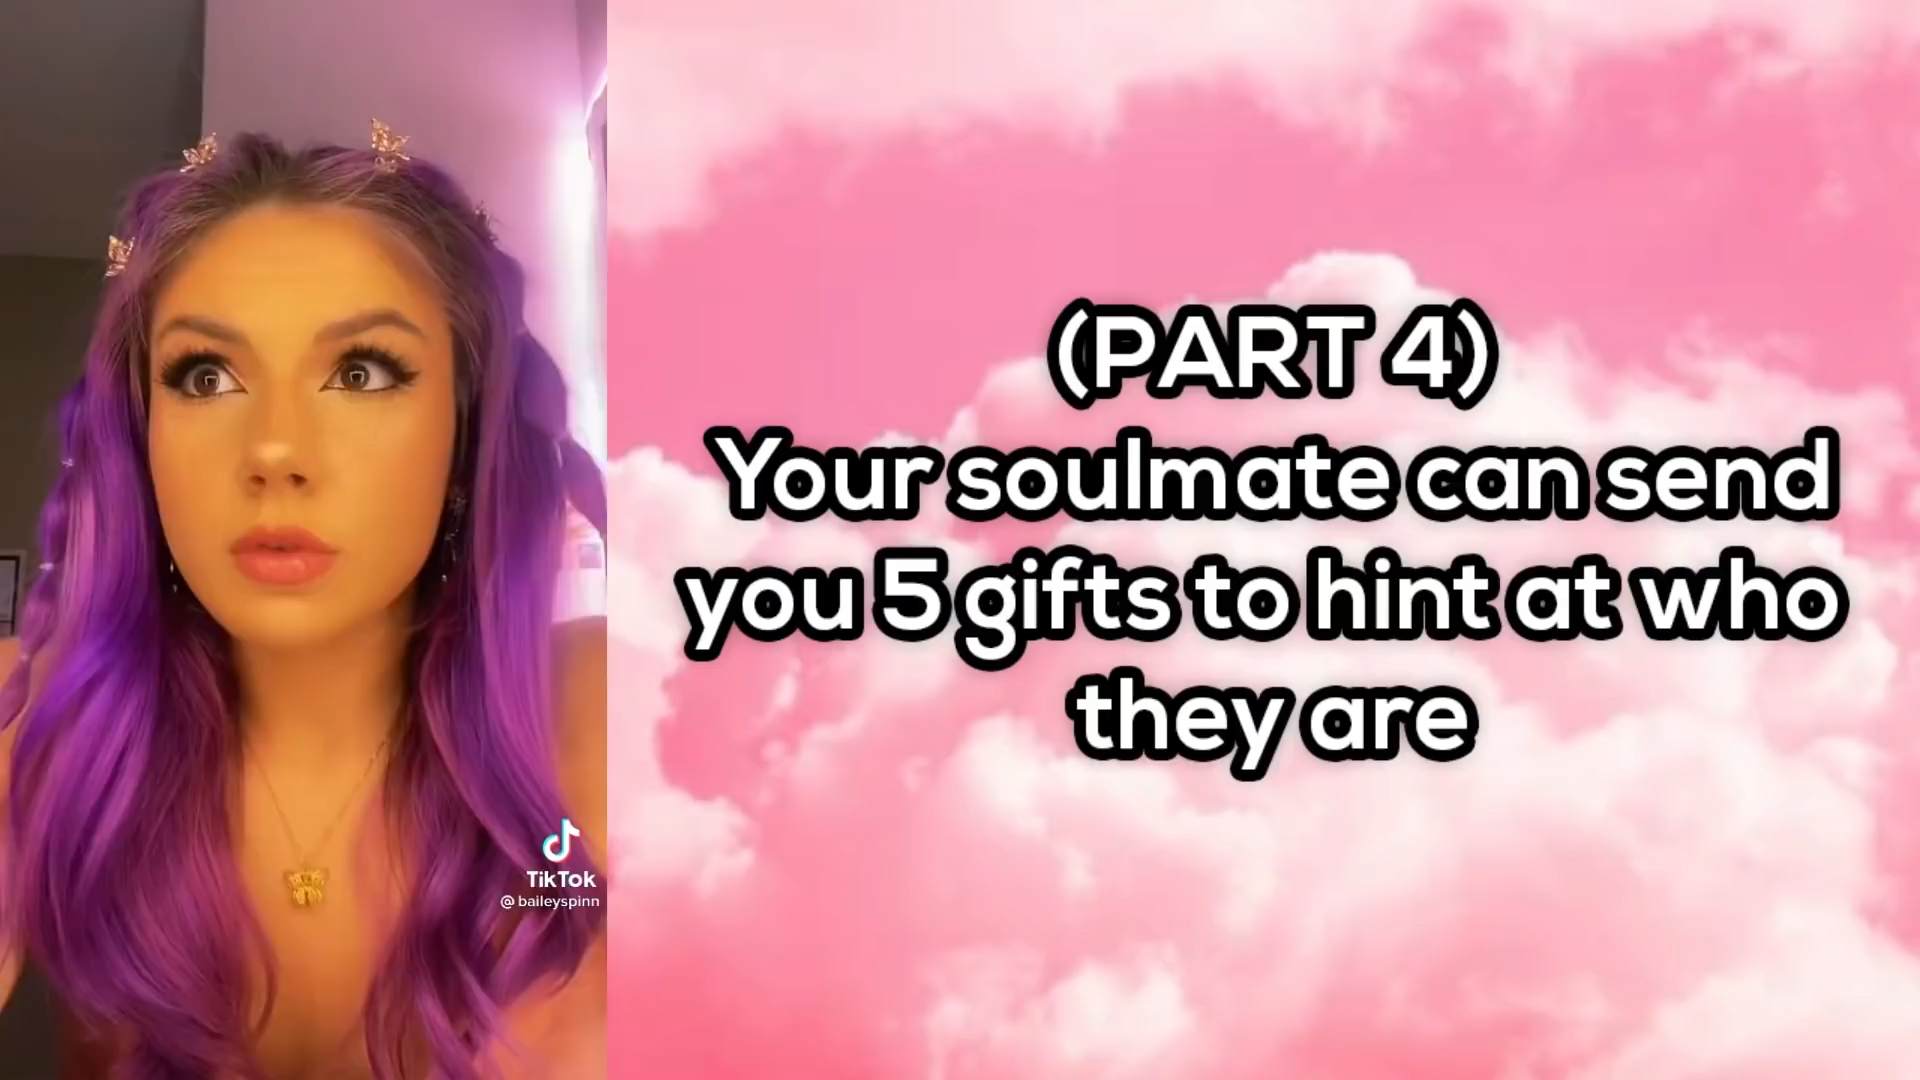 (PART 4)
Your soulmate can send
you 5 gifts to hint at who
they are
TikTok
@baileyspinn